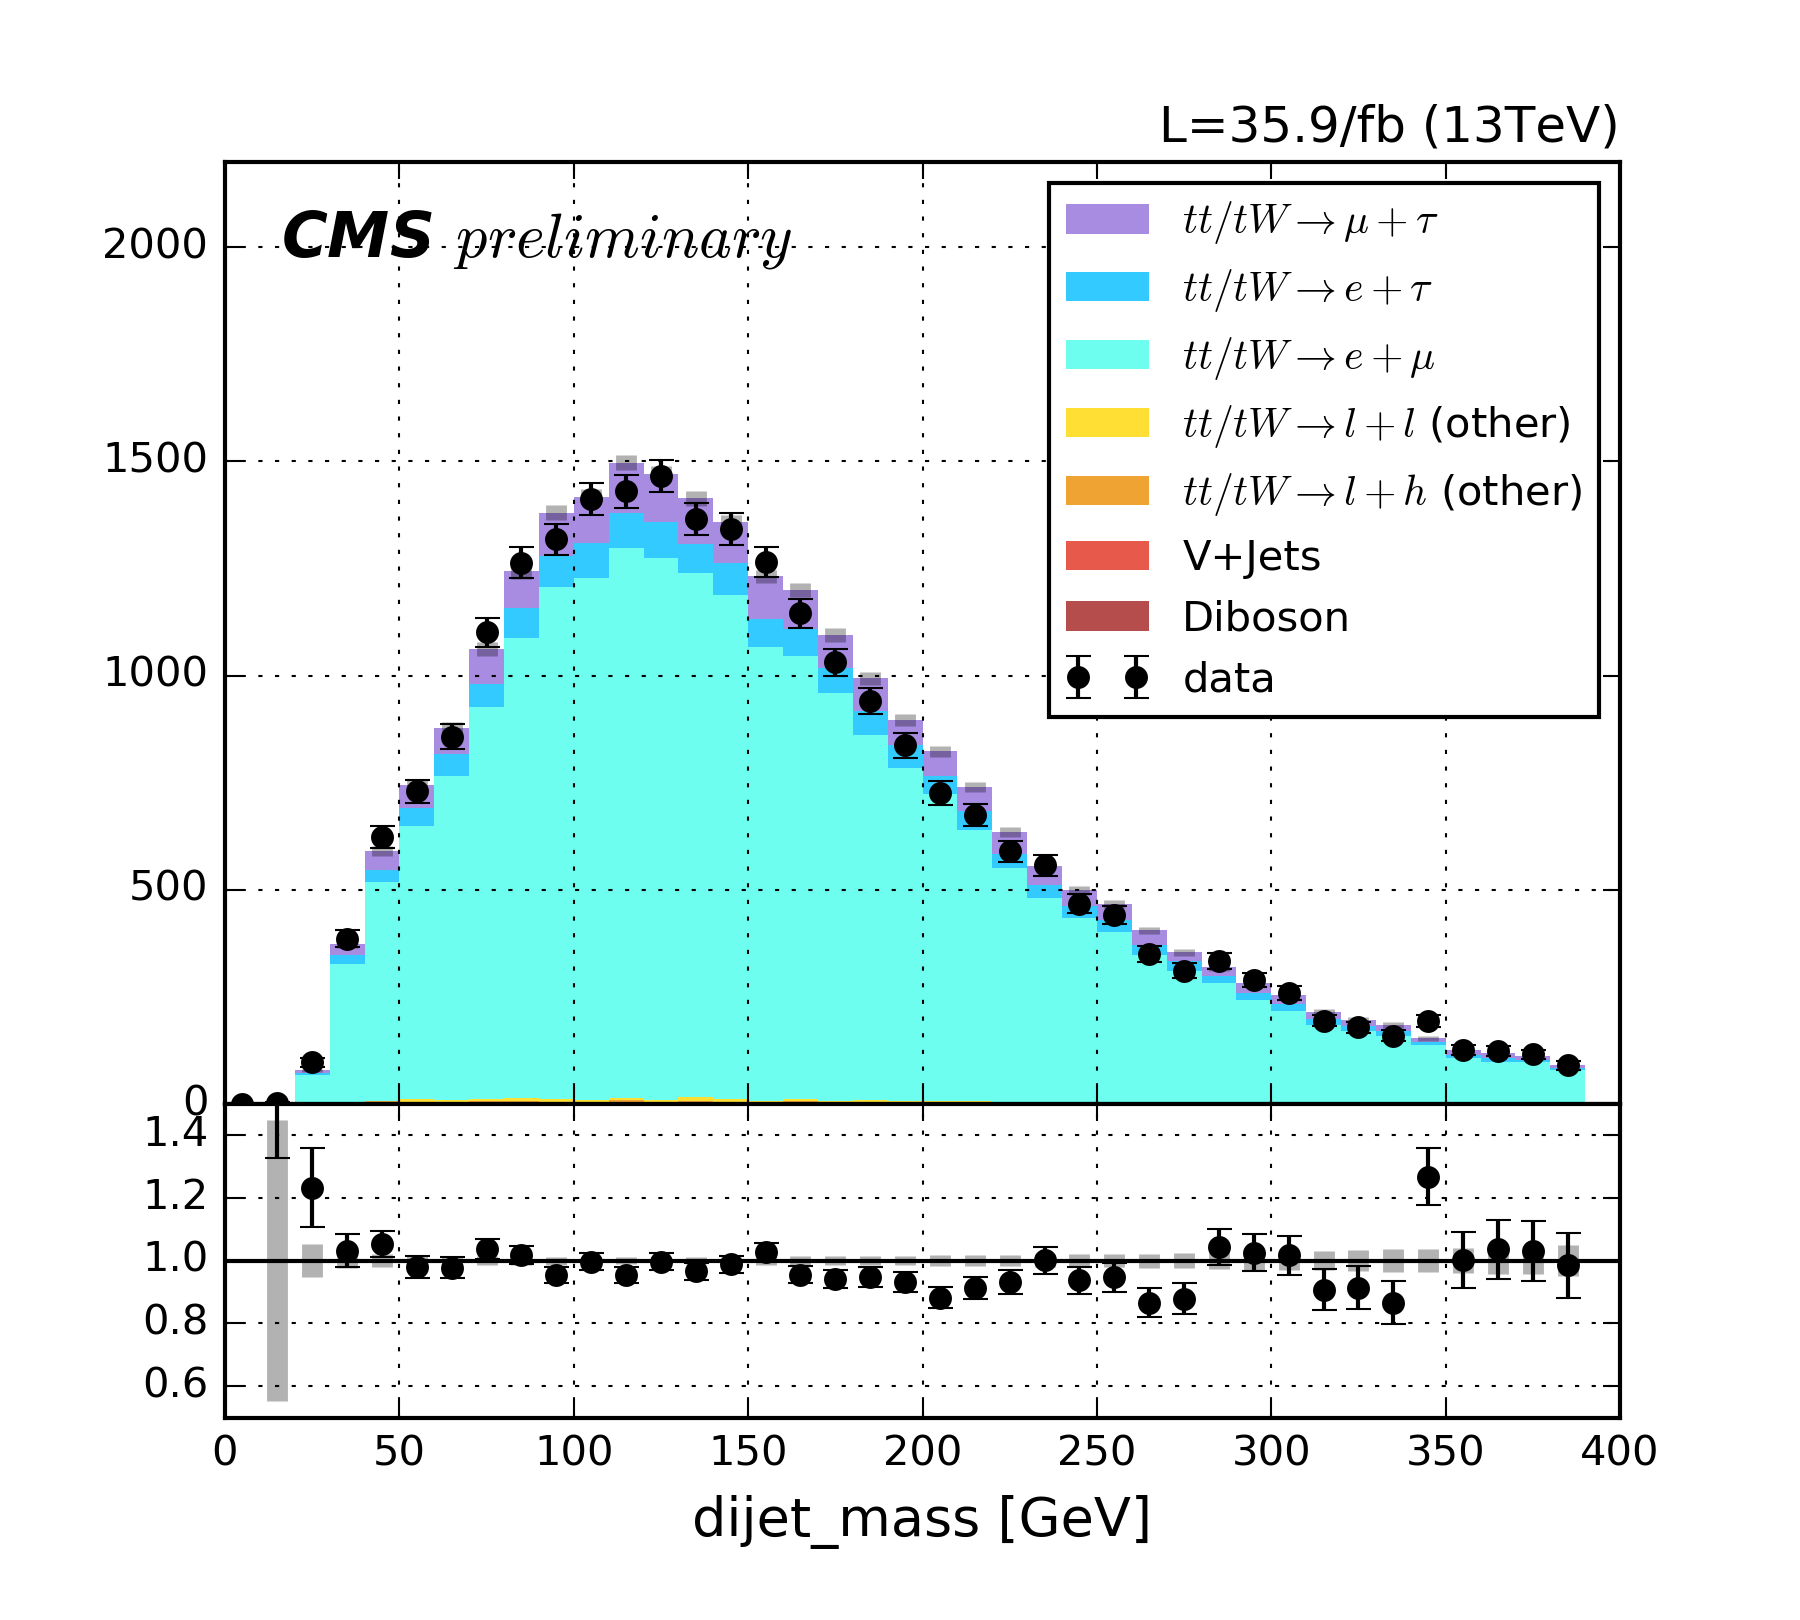 L=35.9/fb (13TeV)
CMS preliminary
2000
1500
1000
500
0
tt/tW → μ + τ
tt/tW → e + τ
tt/tW → e + μ
tt/tW → l + l (other)
tt/tW → l + h (other)
V+Jets
Diboson
data
1.4
1.2
1.0
0.8
0.6
0 50 100 150 200 250 300 350 400
dijet_mass [GeV]